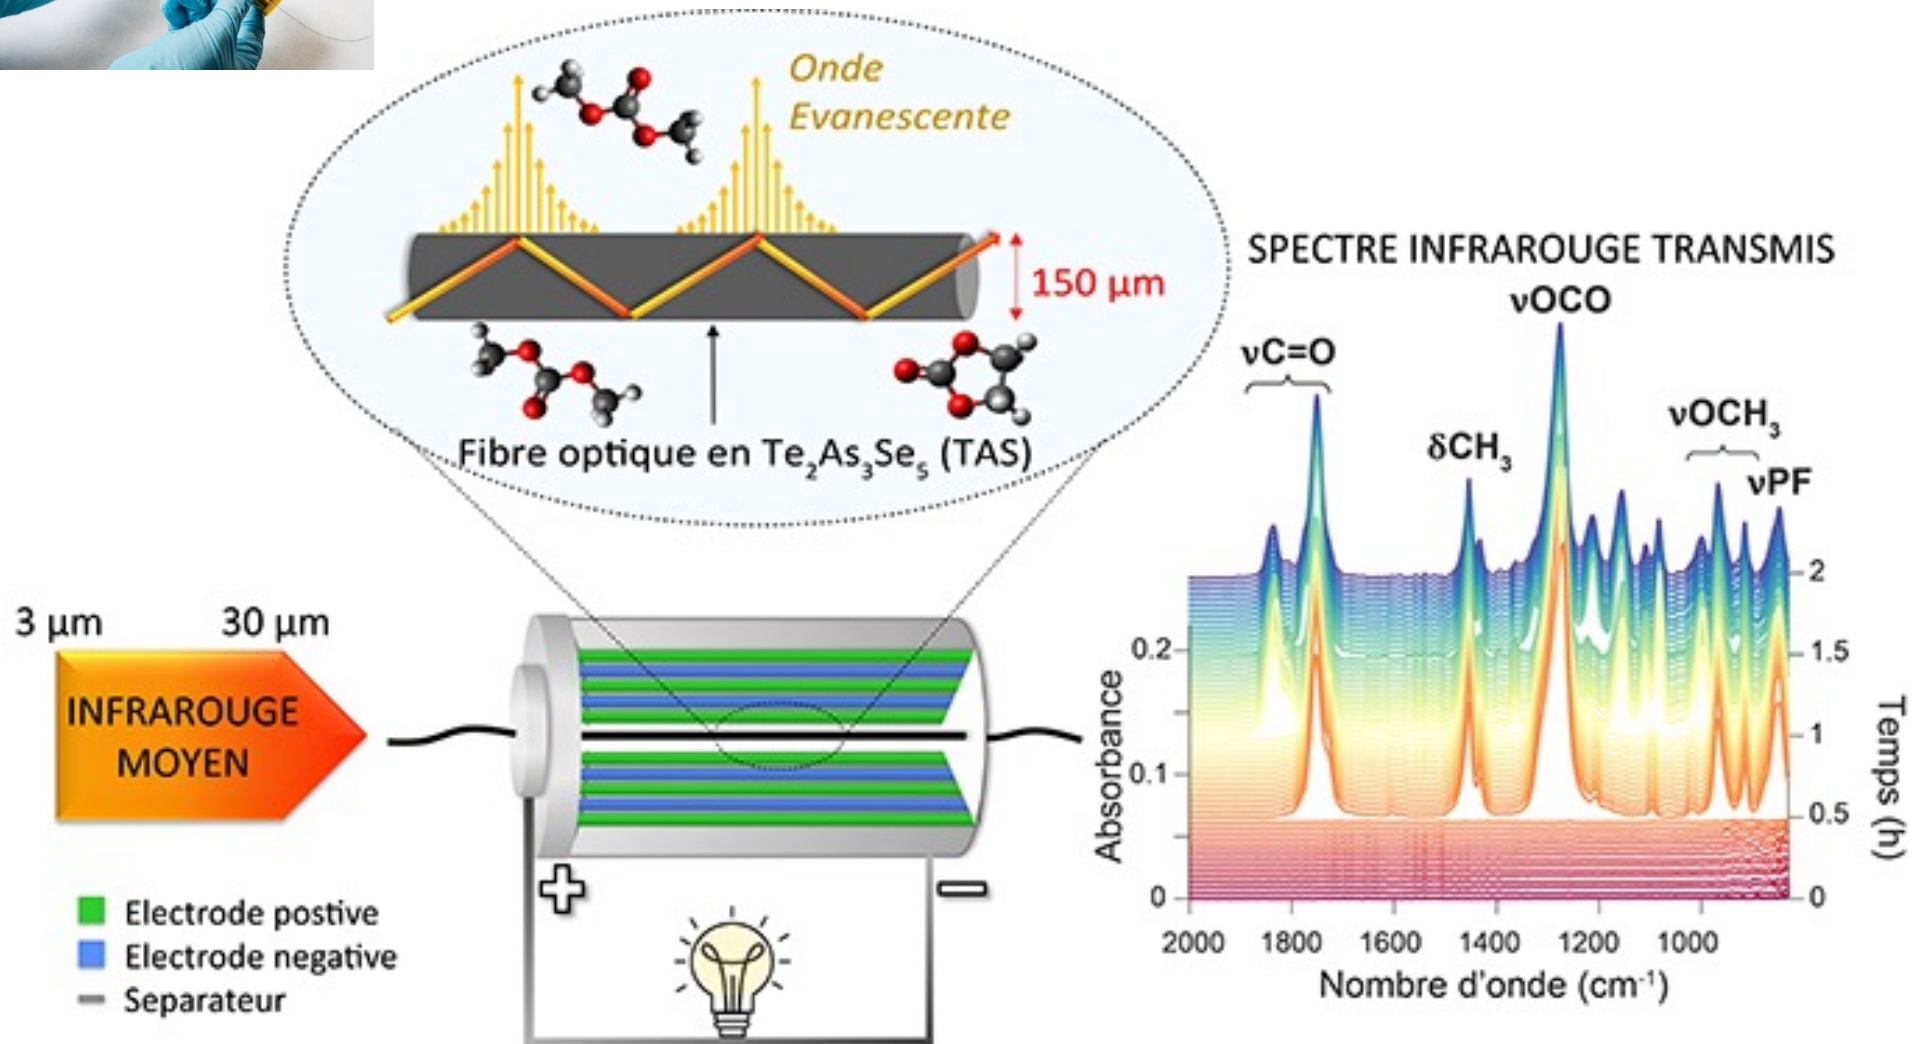 Onde
Evanescente
150 µm
Fibre optique en Te₂As₃Se₅ (TAS)
3 µm 30 µm
INFRAROUGE
MOYEN
Electrode postive
Electrode negative
Separateur
SPECTRE INFRAROUGE TRANSMIS
νOCO
νC=O
νOCH₃
δCH₃
νPF
2
0.2
1.5
1
0.1
0.5
0
0
Absorbance
Temps (h)
2000 1800 1600 1400 1200 1000
Nombre d'onde (cm⁻¹)